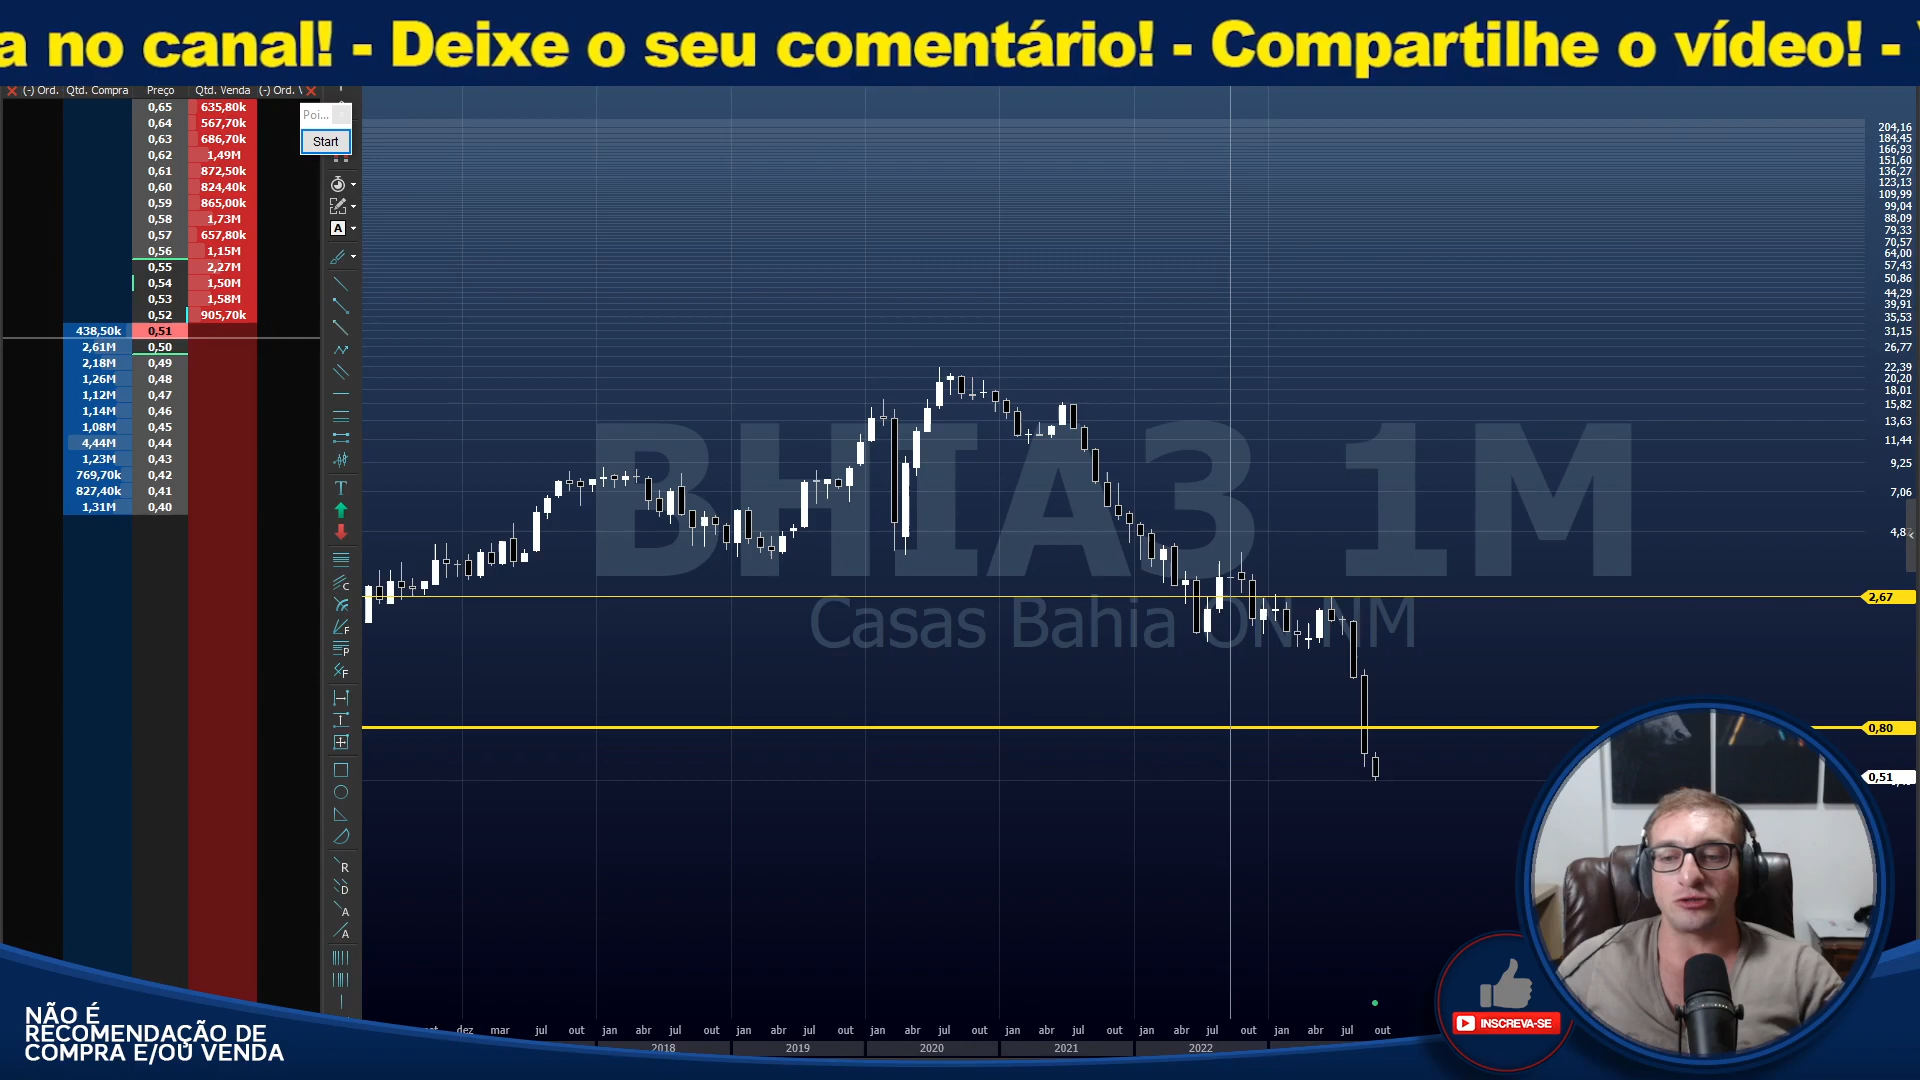 a no canal! - Deixe o seu comentário! - Compartilhe o vídeo! -
(-) Ord. Qtd. Compra Preço Qtd. Venda (-) Ord. \
0,65 635,80k
0,64 567,70k
0,63 686,70k
0,62 1,49M
0,61 872,50k
0,60 824,40k
0,59 865,00k
0,58 1,73M
0,57 657,80k
0,56 1,15M
0,55 2,27M
0,54 1,50M
0,53 1,58M
0,52 905,70k
438,50k 0,51
2,61M 0,50
2,18M 0,49
1,26M 0,48
1,12M 0,47
1,14M 0,46
1,08M 0,45
4,44M 0,44
1,23M 0,43
769,70k 0,42
827,40k 0,41
1,31M 0,40
Poi...
Start
A
T
C
F
P
F
R
D
A
A
BHIA3 1M
Casas Bahia ON NM
204,16
184,45
166,93
151,60
136,27
123,13
109,99
99,04
88,09
79,33
70,57
64,00
57,43
50,86
44,29
39,91
35,53
31,15
26,77
22,39
20,20
18,01
15,82
13,63
11,44
9,25
7,06
4,8
2,67
0,80
0,51
dez mar jul out jan abr jul out jan abr jul out jan abr jul out jan abr jul out jan abr jul out jan abr jul out
2018 2019 2020 2021 2022
NÃO É
RECOMENDAÇÃO DE
COMPRA E/OU VENDA
INSCREVA-SE